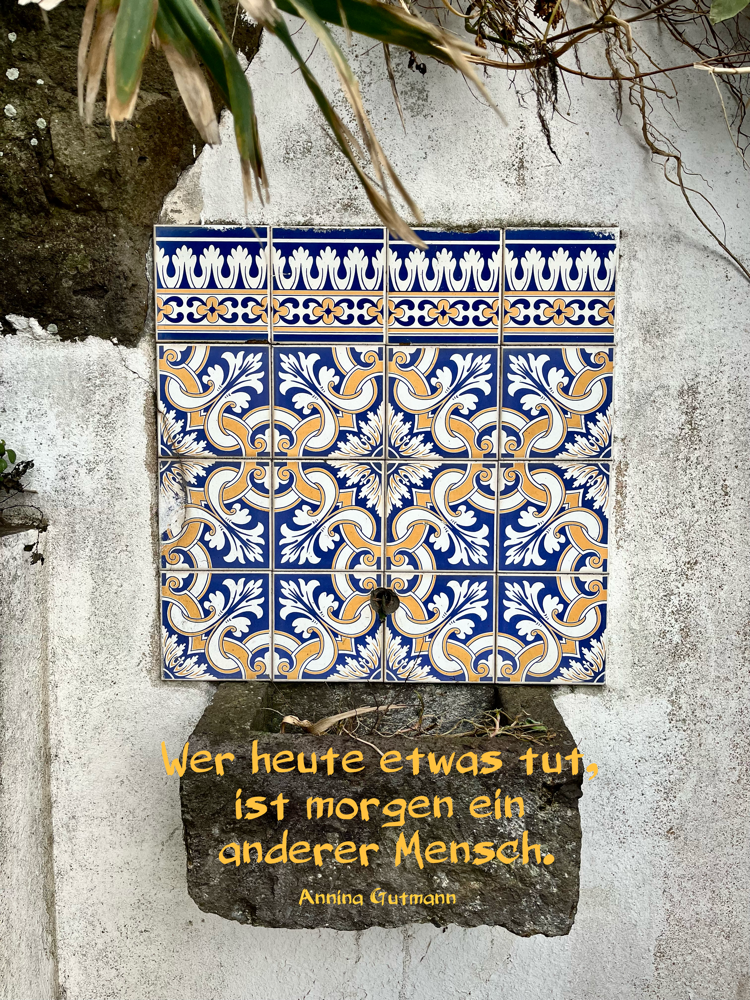 Wer heute etwas tut,
ist morgen ein
anderer Mensch.
Annina Gutmann